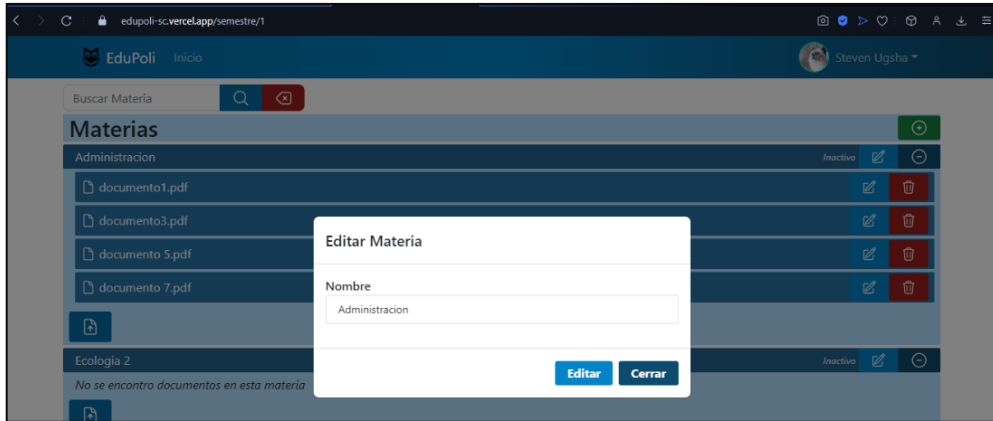 edupoli-sc.vercel.app/semestre/1
EduPoli Inicio Steven Ugsha
Buscar Materia
Materias
Administracion Inactivo
documento1.pdf
documento3.pdf
documento 5.pdf
documento 7.pdf
Editar Materia
Nombre
Administracion
Editar Cerrar
Ecologia 2 Inactivo
No se encontro documentos en esta materia